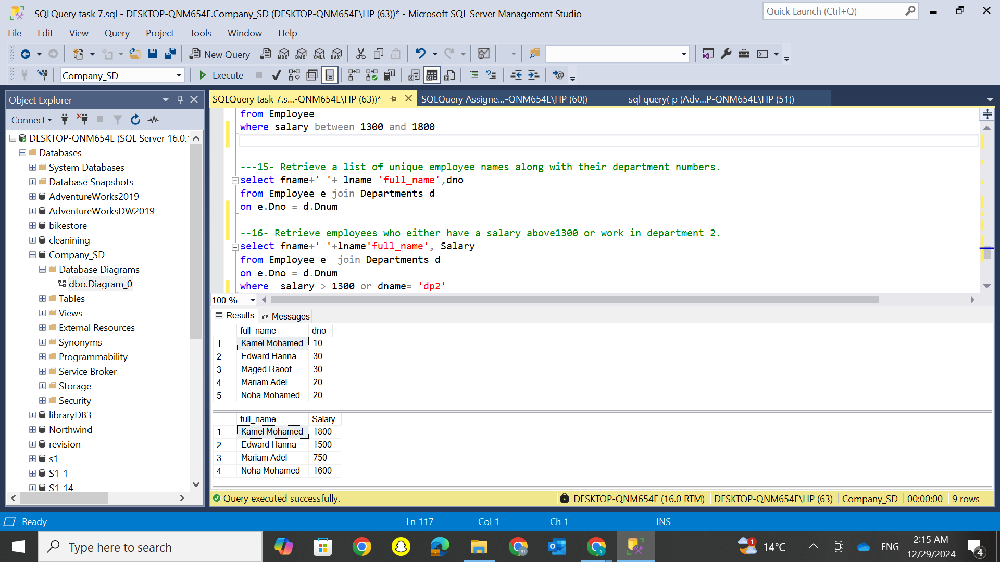 SQLQuery task 7.sql - DESKTOP-QNM654E.Company_SD (DESKTOP-QNM654E\HP (63))* - Microsoft SQL Server Management Studio
Quick Launch (Ctrl+Q)
File Edit View Query Project Tools Window Help
New Query MDX DMX XMLA DAX
Company_SD Execute
Object Explorer
Connect
DESKTOP-QNM654E (SQL Server 16.0.1
Databases
System Databases
Database Snapshots
AdventureWorks2019
AdventureWorksDW2019
bikestore
cleanining
Company_SD
Database Diagrams
dbo.Diagram_0
Tables
Views
External Resources
Synonyms
Programmability
Service Broker
Storage
Security
libraryDB3
Northwind
revision
s1
S1_1
S1_14
SQLQuery task 7.s...-QNM654E\HP (63))* SQLQuery Assigne...-QNM654E\HP (60)) sql query( p )Adv...P-QNM654E\HP (51))
from Employee
where salary between 1300 and 1800
---15- Retrieve a list of unique employee names along with their department numbers.
select fname+' '+ lname 'full_name',dno
from Employee e join Departments d
on e.Dno = d.Dnum
--16- Retrieve employees who either have a salary above1300 or work in department 2.
select fname+' '+lname'full_name', Salary
from Employee e  join Departments d
on e.Dno = d.Dnum
where  salary > 1300 or dname= 'dp2'
100 %
Results Messages
full_name dno
1 Kamel Mohamed 10
2 Edward Hanna 30
3 Maged Raoof 30
4 Mariam Adel 20
5 Noha Mohamed 20
full_name Salary
1 Kamel Mohamed 1800
2 Edward Hanna 1500
3 Mariam Adel 750
4 Noha Mohamed 1600
Query executed successfully. DESKTOP-QNM654E (16.0 RTM) DESKTOP-QNM654E\HP (63) Company_SD 00:00:00 9 rows
Ready Ln 117 Col 1 Ch 1 INS
Type here to search
m
s
1
14°C
ENG
2:15 AM
12/29/2024
4